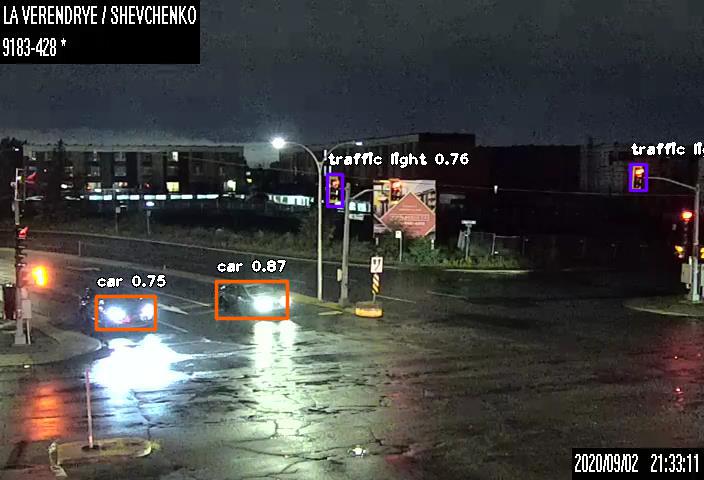 LA VERENDRYE / SHEVCHENKO
9183-428 *
traffic light 0.76
traffic lig
car 0.75
car 0.87
2020/09/02 21:33:11